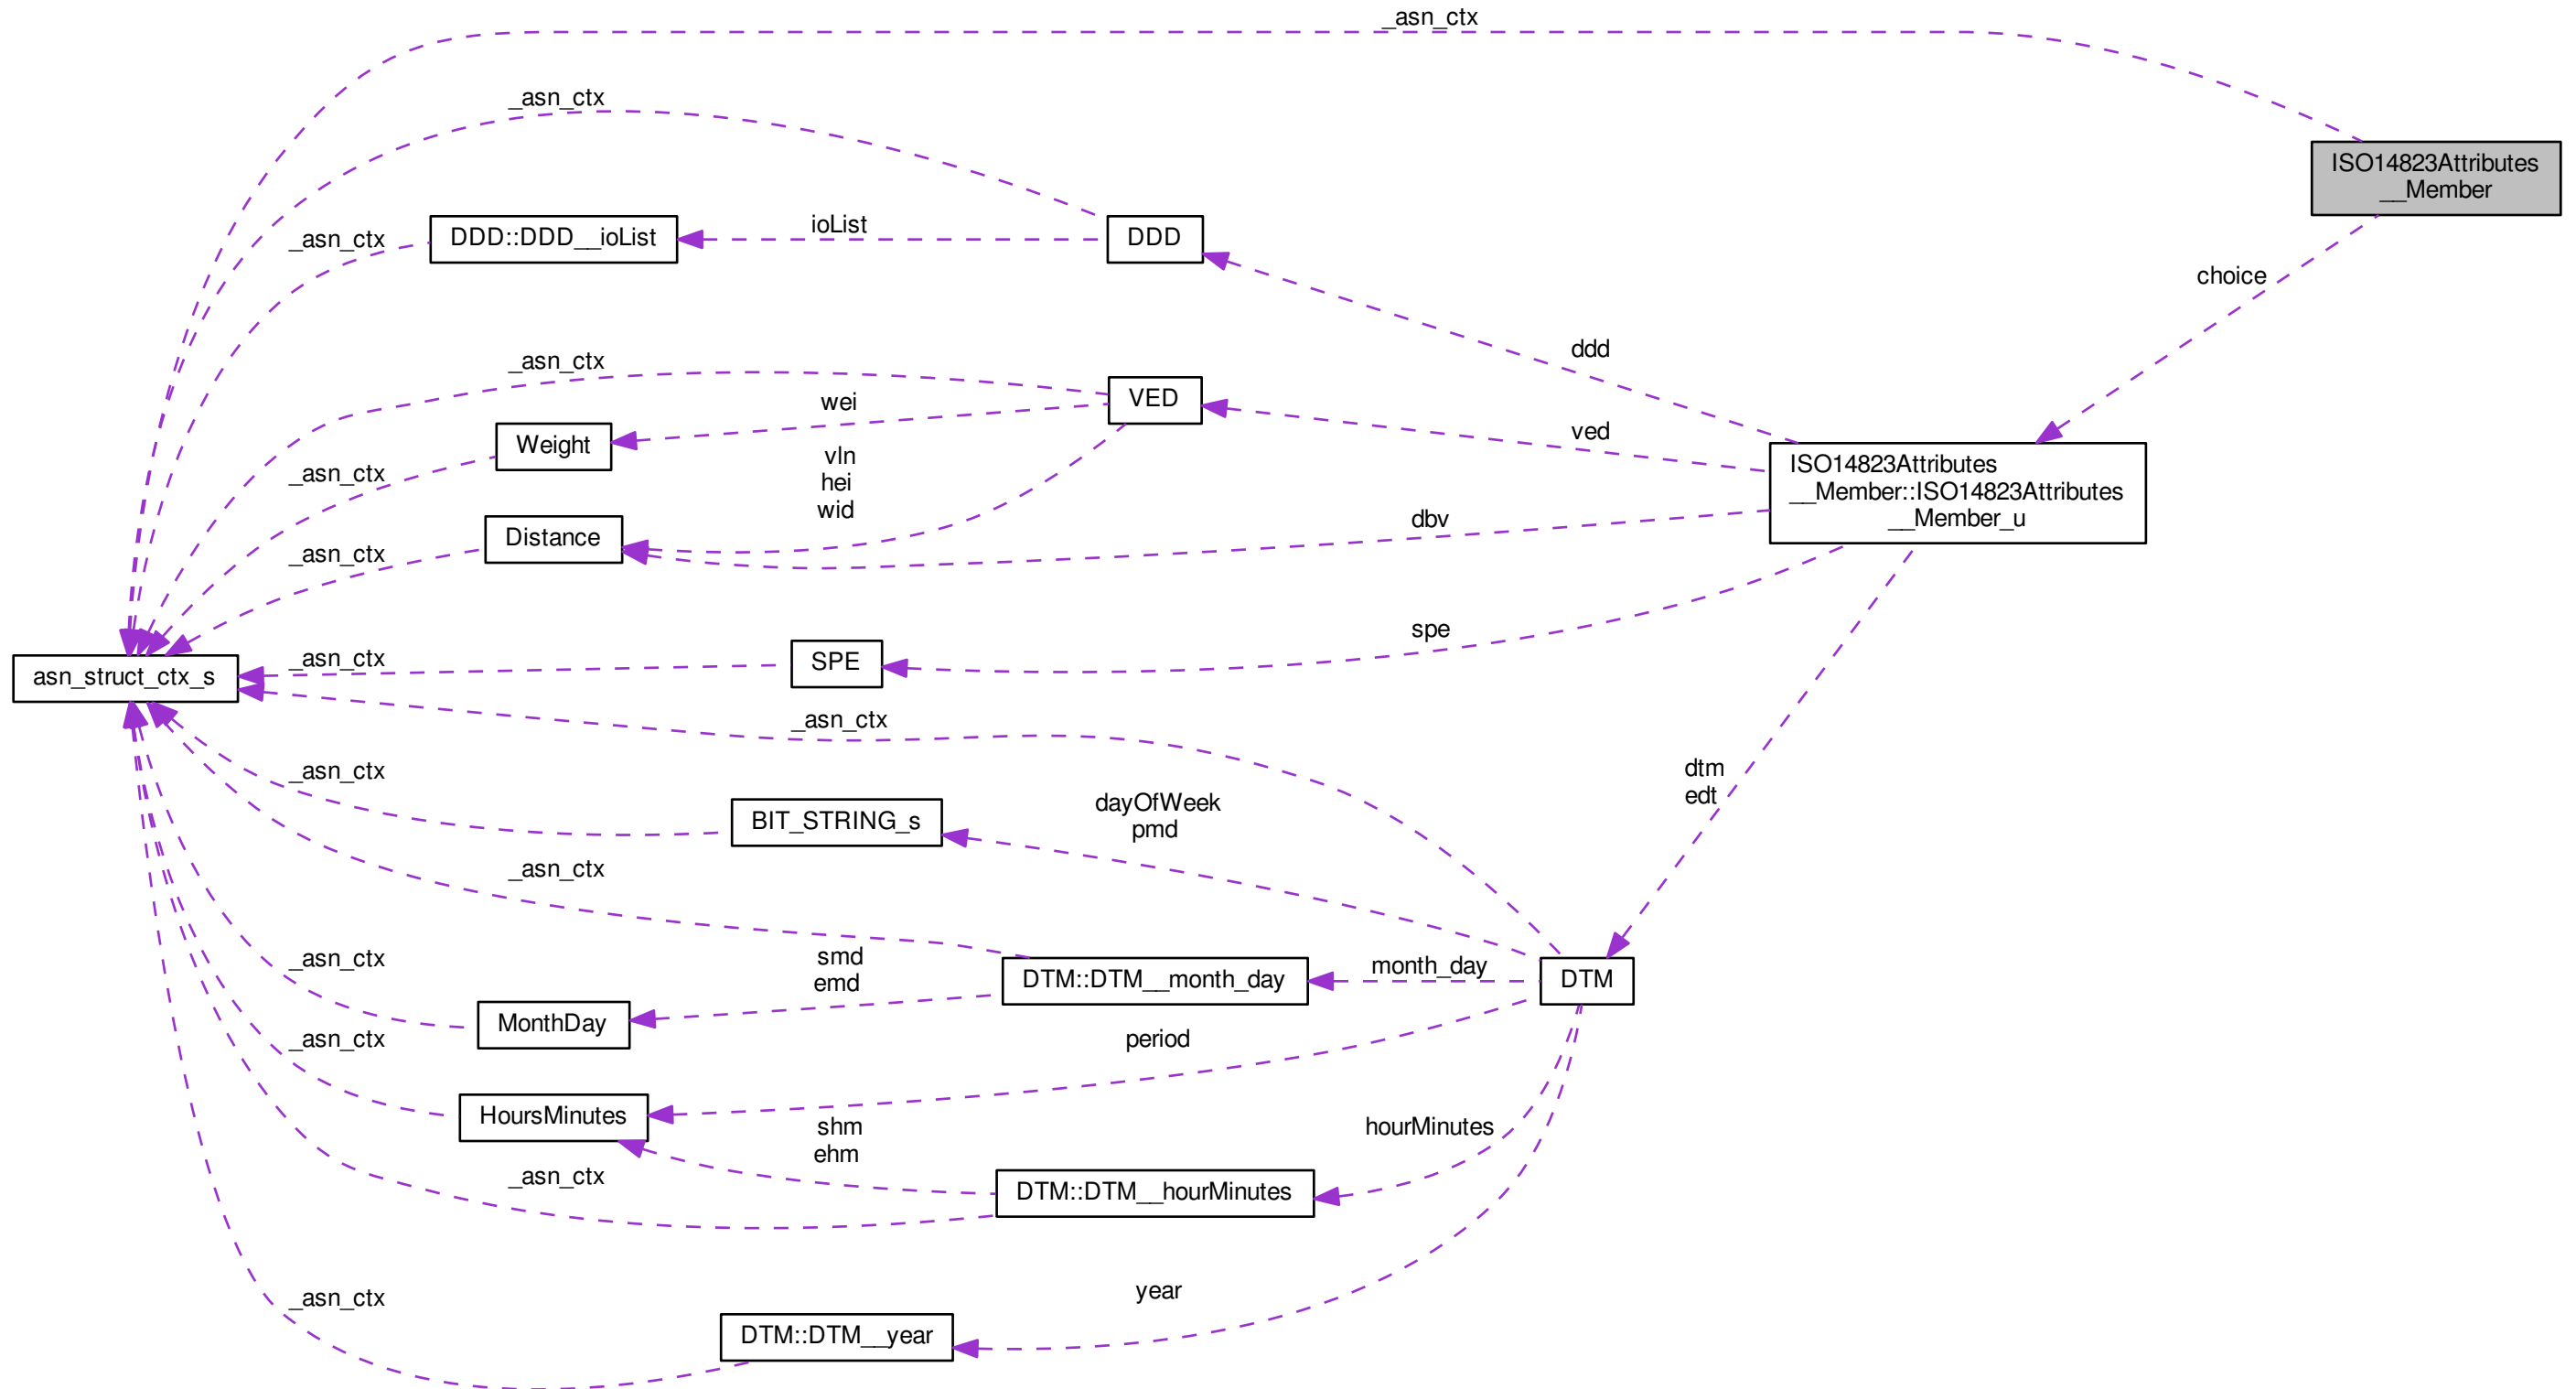 _asn_ctx
_asn_ctx
ISO14823Attributes
__Member
DDD::DDD__ioList
ioList
DDD
_asn_ctx
choice
ddd
_asn_ctx
VED
wei
ved
Weight
vln
hei
wid
_asn_ctx
ISO14823Attributes
__Member::ISO14823Attributes
__Member_u
Distance
dbv
_asn_ctx
spe
SPE
_asn_ctx
asn_struct_ctx_s
_asn_ctx
dtm
edt
_asn_ctx
dayOfWeek
pmd
BIT_STRING_s
_asn_ctx
smd
emd
_asn_ctx
DTM::DTM__month_day
month_day
DTM
MonthDay
_asn_ctx
period
HoursMinutes
shm
ehm
hourMinutes
_asn_ctx
DTM::DTM__hourMinutes
_asn_ctx
year
DTM::DTM__year